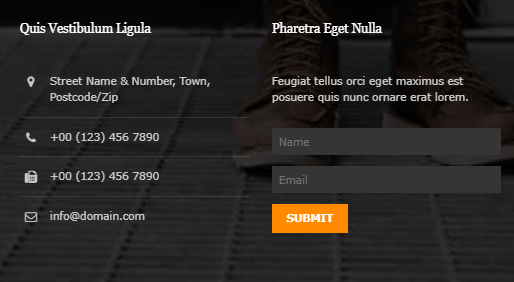 Quis Vestibulum Ligula
Street Name & Number, Town,
Postcode/Zip
+00 (123) 456 7890
+00 (123) 456 7890
info@domain.com
Pharetra Eget Nulla
Feugiat tellus orci eget maximus est
posuere quis nunc ornare erat lorem.
Name
Email
SUBMIT